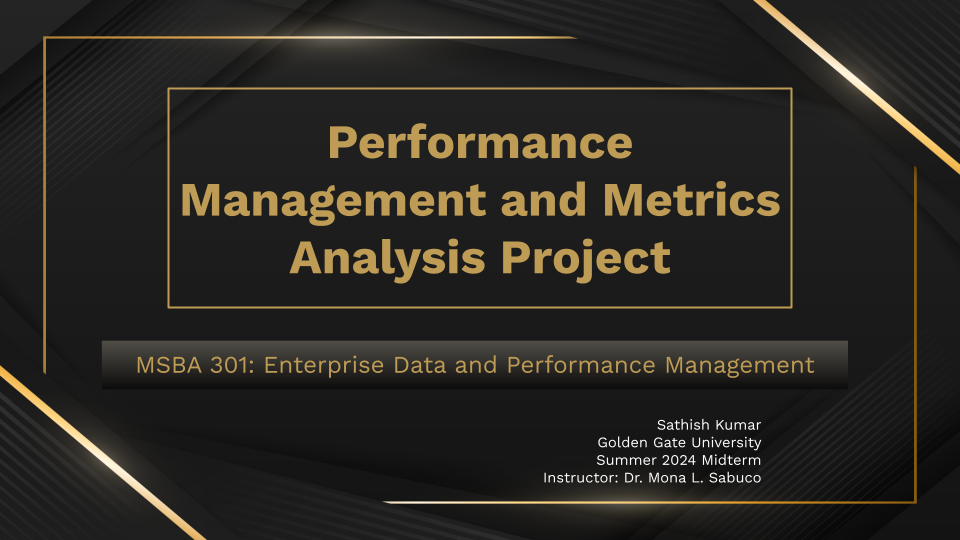 Performance
Management and Metrics
Analysis Project
MSBA 301: Enterprise Data and Performance Management
Sathish Kumar
Golden Gate University
Summer 2024 Midterm
Instructor: Dr. Mona L. Sabuco